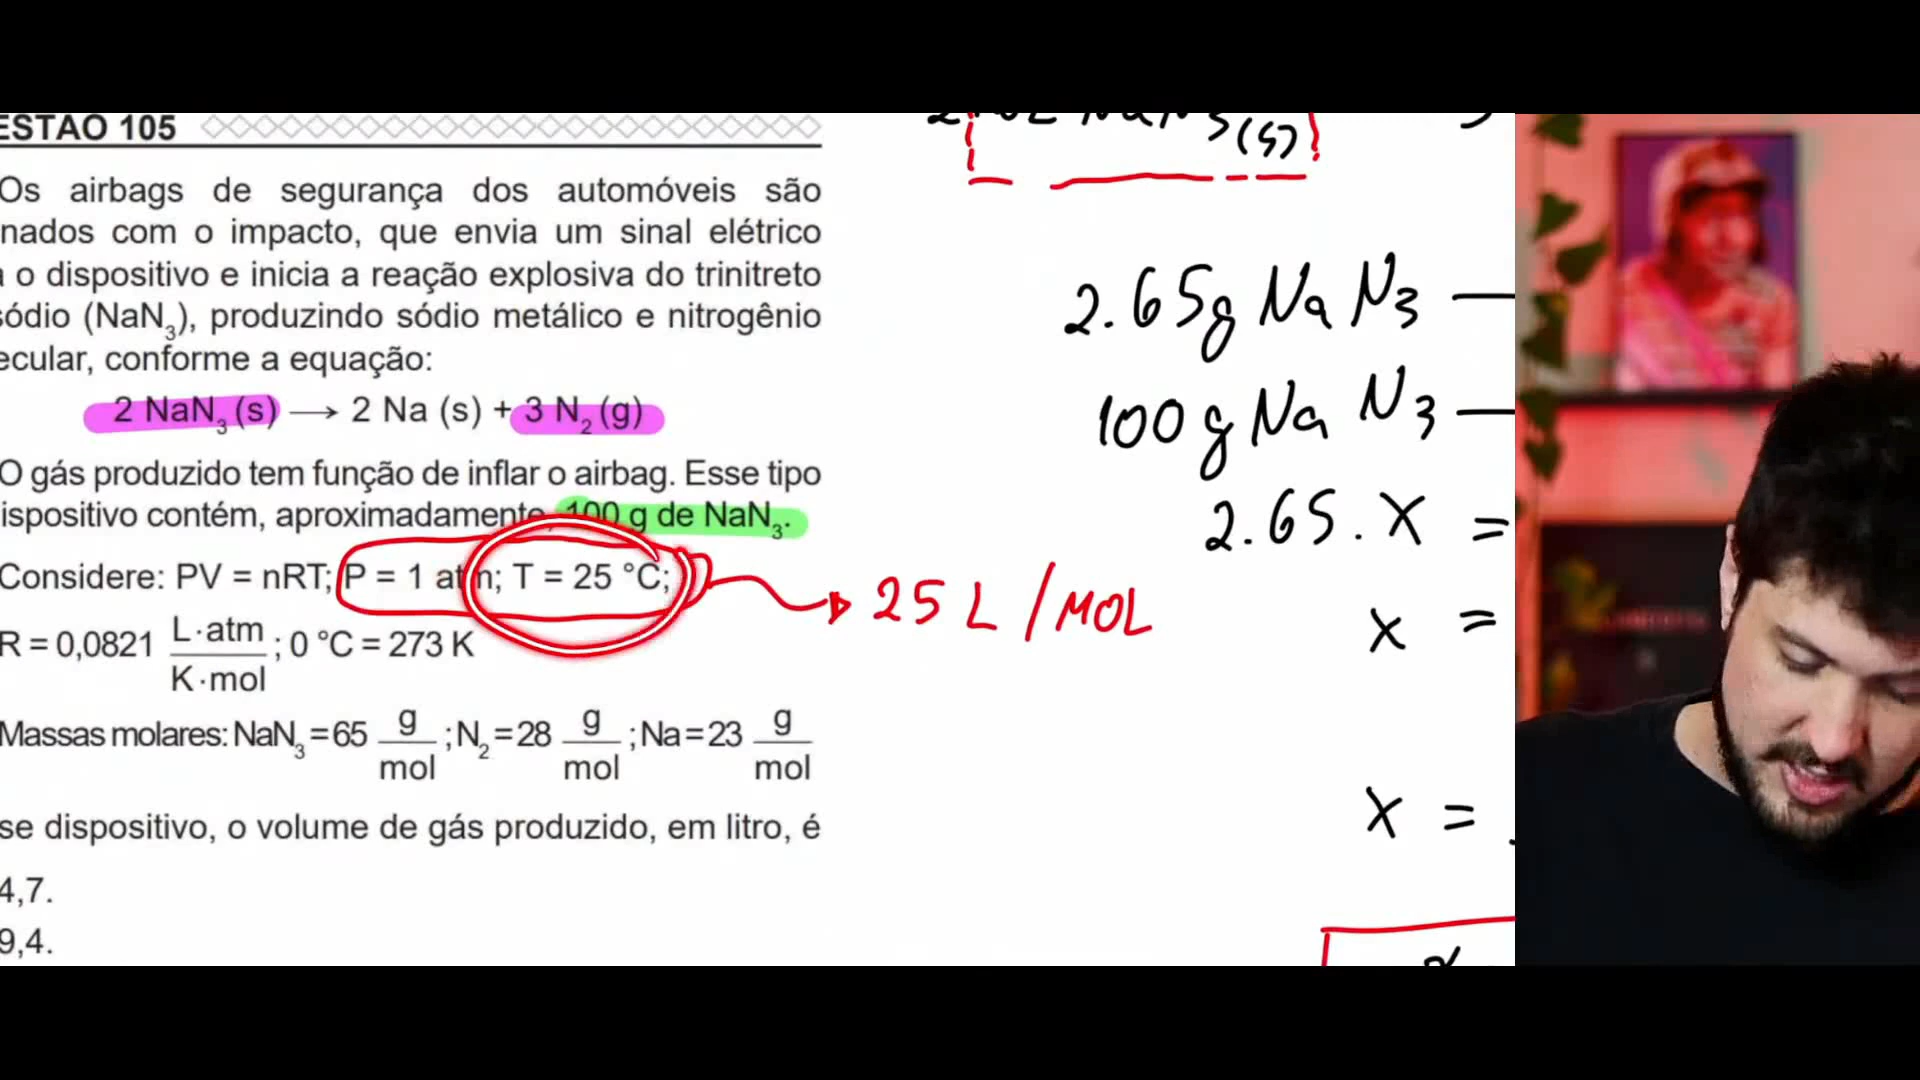 ESTAO 105
Os airbags de segurança dos automóveis são
nados com o impacto, que envia um sinal elétrico
a o dispositivo e inicia a reação explosiva do trinitreto
sódio (NaN₃), produzindo sódio metálico e nitrogênio
ecular, conforme a equação:
2 NaN₃(s) ⟶ 2 Na (s) + 3 N₂(g)
O gás produzido tem função de inflar o airbag. Esse tipo
ispositivo contém, aproximadamente, 100 g de NaN₃.
Considere: PV = nRT; P = 1 atm; T = 25 °C;
R = 0,0821 L·atm/K·mol ; 0 °C = 273 K
Massas molares: NaN₃ = 65 g/mol ; N₂ = 28 g/mol ; Na = 23 g/mol
se dispositivo, o volume de gás produzido, em litro, é
4,7.
9,4.
25 L /MOL
2 MOL NaN₃(s)
2.65g NaN₃ —
100g NaN₃ —
2.65.X =
x =
X =